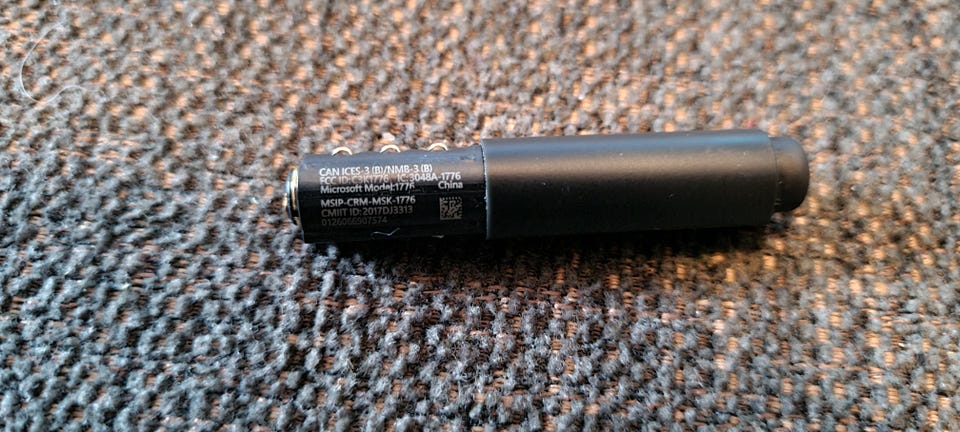 CAN ICES-3 (B)/NMB-3 (B)
FCC ID: C3K1776 IC:3048A-1776
Microsoft Model:1776 China
MSIP-CRM-MSK-1776
CMIIT ID:2017DJ3313
0126066907574